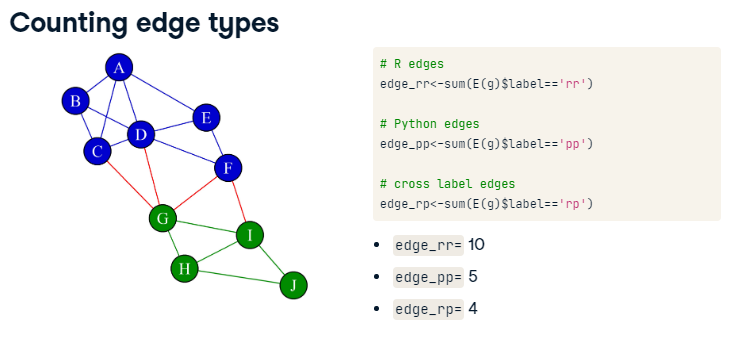 Counting edge types
A
B
E
D
C
F
G
I
H
J
# R edges
edge_rr<-sum(E(g)$label=='rr')
# Python edges
edge_pp<-sum(E(g)$label=='pp')
# cross label edges
edge_rp<-sum(E(g)$label=='rp')
• edge_rr= 10
• edge_pp= 5
• edge_rp= 4